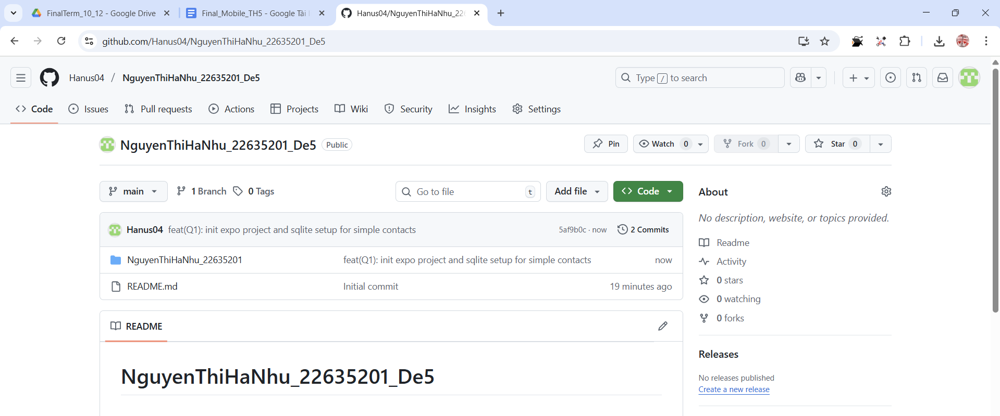 FinalTerm_10_12 - Google Drive
Final_Mobile_TH5 - Google Tài
Hanus04/NguyenThiHaNhu_22
github.com/Hanus04/NguyenThiHaNhu_22635201_De5
Hanus04 / NguyenThiHaNhu_22635201_De5
Type / to search
Code
Issues
Pull requests
Actions
Projects
Wiki
Security
Insights
Settings
NguyenThiHaNhu_22635201_De5 Public
Pin
Watch 0
Fork 0
Star 0
main
1 Branch
0 Tags
Go to file t
Add file
Code
Hanus04 feat(Q1): init expo project and sqlite setup for simple contacts 5af9b0c · now 2 Commits
NguyenThiHaNhu_22635201 feat(Q1): init expo project and sqlite setup for simple contacts now
README.md Initial commit 19 minutes ago
README
NguyenThiHaNhu_22635201_De5
About
No description, website, or topics provided.
Readme
Activity
0 stars
0 watching
0 forks
Releases
No releases published
Create a new release